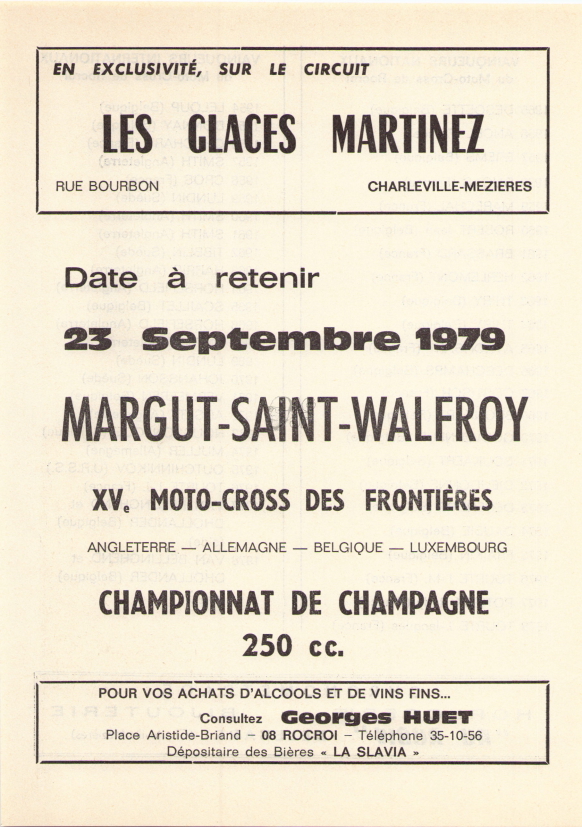 EN EXCLUSIVITÉ, SUR LE CIRCUIT
LES GLACES MARTINEZ
RUE BOURBON CHARLEVILLE-MEZIERES
Date à retenir
23 Septembre 1979
MARGUT-SAINT-WALFROY
XVe MOTO-CROSS DES FRONTIÈRES
ANGLETERRE — ALLEMAGNE — BELGIQUE — LUXEMBOURG
CHAMPIONNAT DE CHAMPAGNE
250 cc.
POUR VOS ACHATS D'ALCOOLS ET DE VINS FINS...
Consultez Georges HUET
Place Aristide-Briand – 08 ROCROI – Téléphone 35-10-56
Dépositaire des Bières « LA SLAVIA »